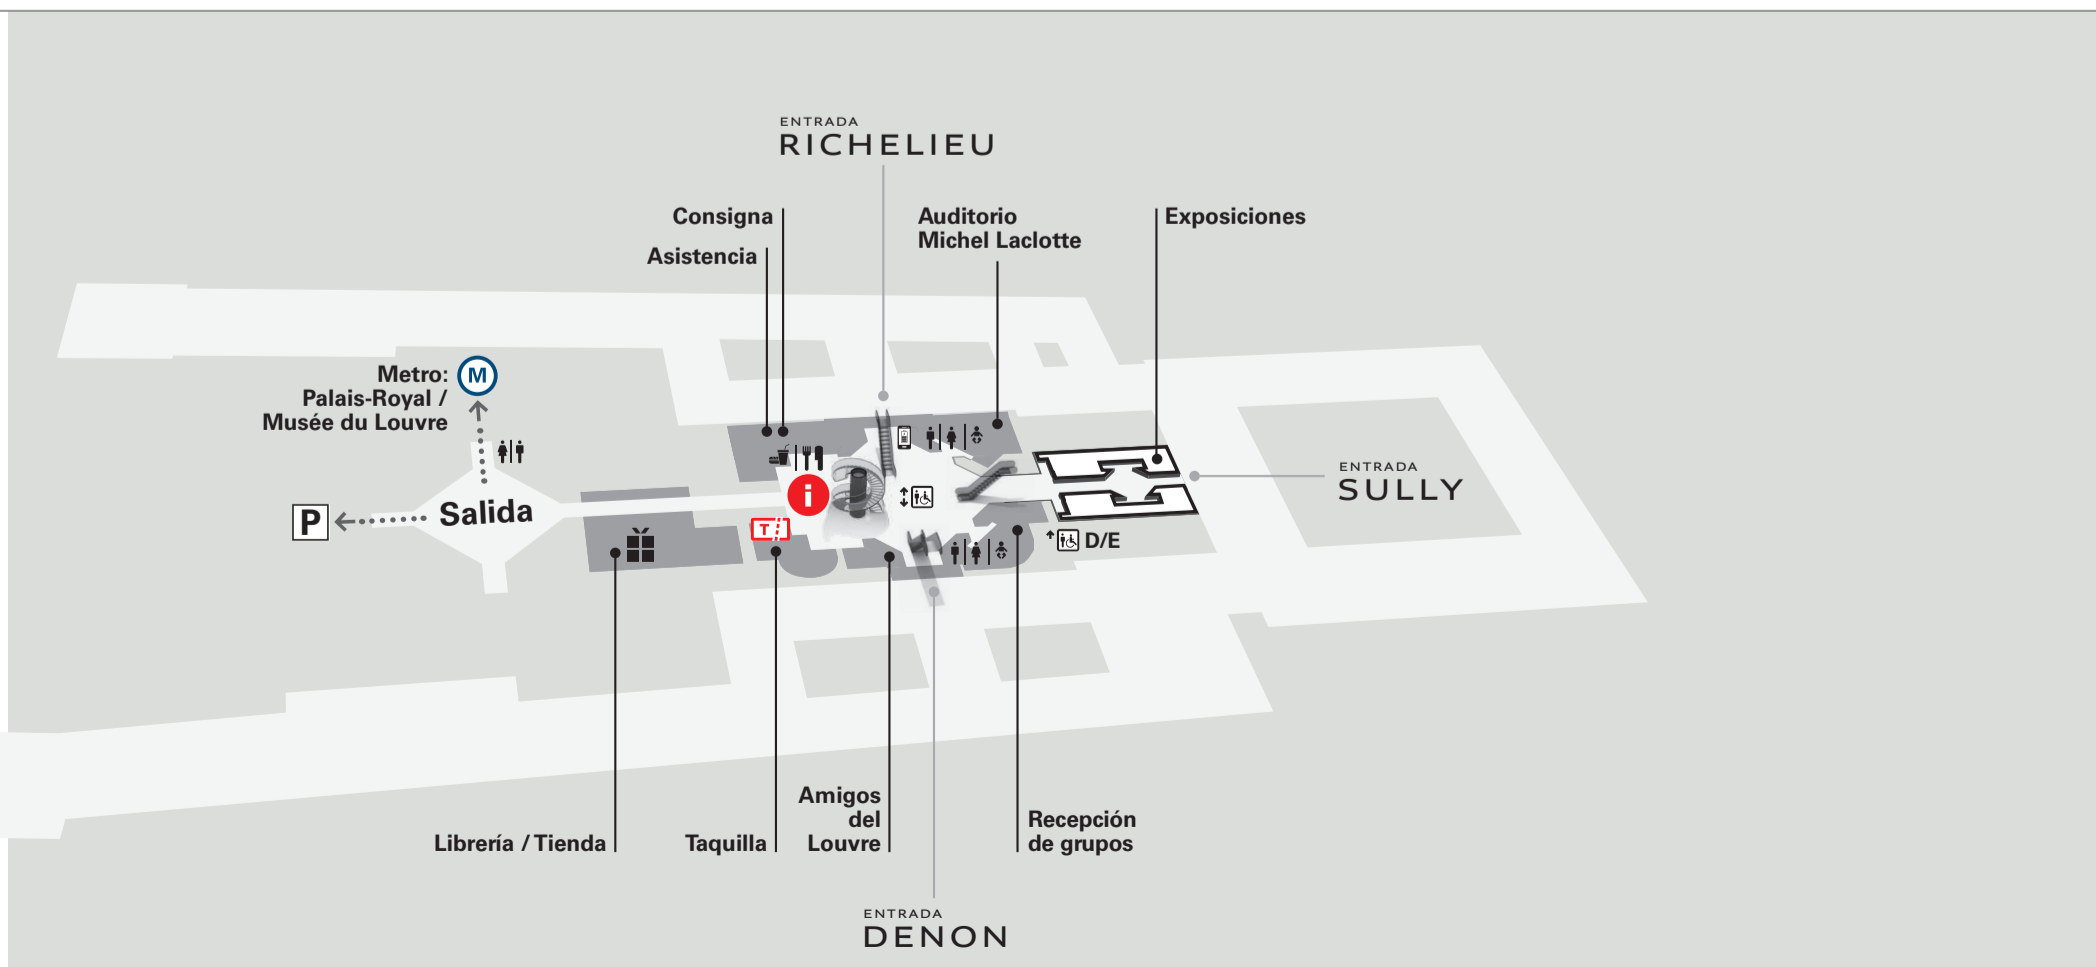 ENTRADA
RICHELIEU
Consigna
Asistencia
Auditorio
Michel Laclotte
Exposiciones
Metro:
Palais-Royal /
Musée du Louvre
M
P
Salida
i
T
ENTRADA
SULLY
D/E
Librería / Tienda
Taquilla
Amigos
del
Louvre
Recepción
de grupos
ENTRADA
DENON